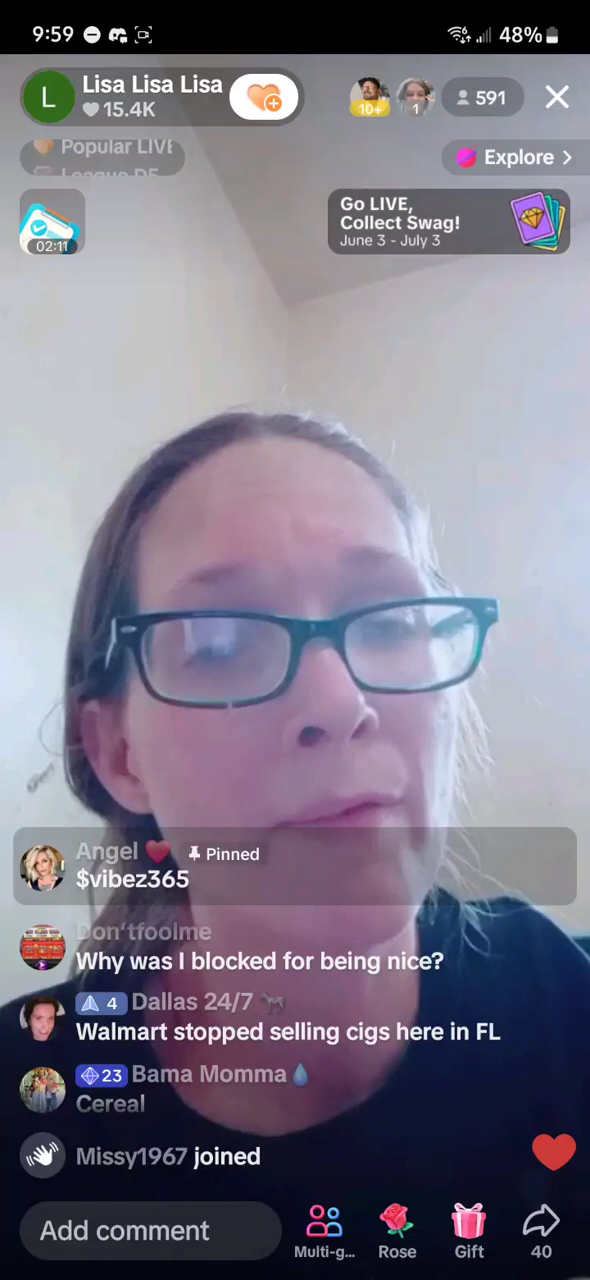 9:59
48%
L
Lisa Lisa Lisa
15.4K
10+
1
591
Popular LIVE
League D5
Explore >
02:11
Go LIVE,
Collect Swag!
June 3 - July 3
Angel Pinned
$vibez365
Don'tfoolme
Why was I blocked for being nice?
4 Dallas 24/7
Walmart stopped selling cigs here in FL
23 Bama Momma
Cereal
Missy1967 joined
Add comment
Multi-g...
Rose
Gift
40